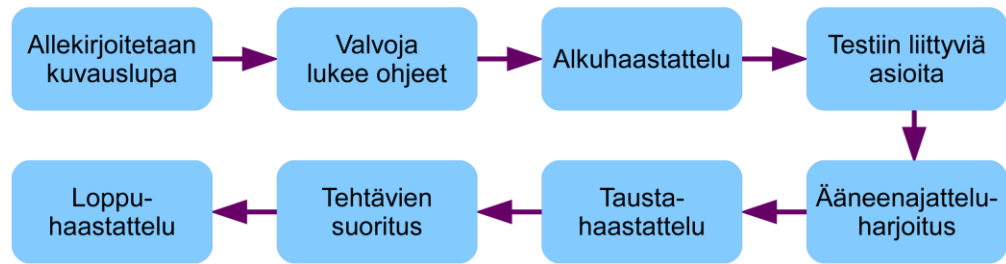 Allekirjoitetaan
kuvauslupa
Valvoja
lukee ohjeet
Alkuhaastattelu
Testiin liittyviä
asioita
Ääneenajattelu-
harjoitus
Tausta-
haastattelu
Tehtävien
suoritus
Loppu-
haastattelu